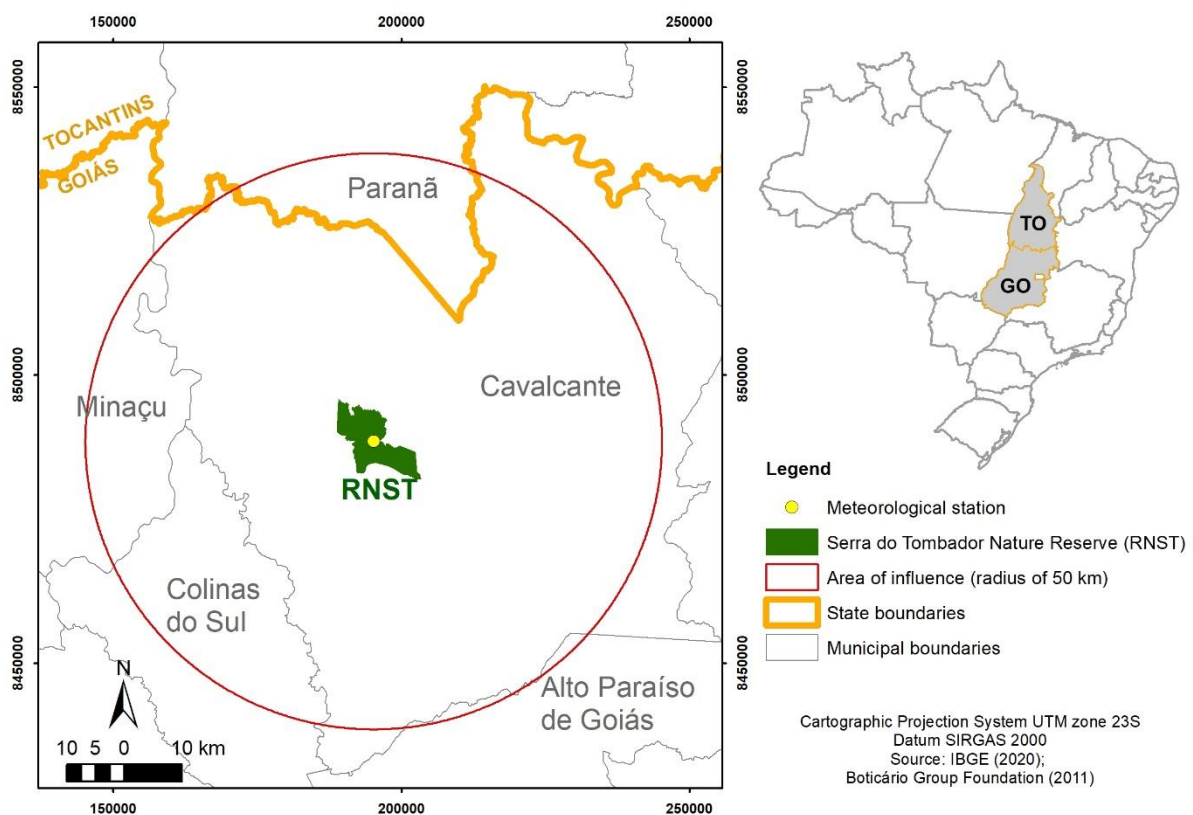 150000
200000
250000
8550000
8550000
TOCANTINS
GOIÁS
Paranã
TO
GO
8500000
8500000
Minaçu
Cavalcante
RNST
Colinas
do Sul
8450000
8450000
N
Alto Paraíso
de Goiás
10 5 0 10 km
150000
200000
250000
Legend
Meteorological station
Serra do Tombador Nature Reserve (RNST)
Area of influence (radius of 50 km)
State boundaries
Municipal boundaries
Cartographic Projection System UTM zone 23S
Datum SIRGAS 2000
Source: IBGE (2020);
Boticário Group Foundation (2011)